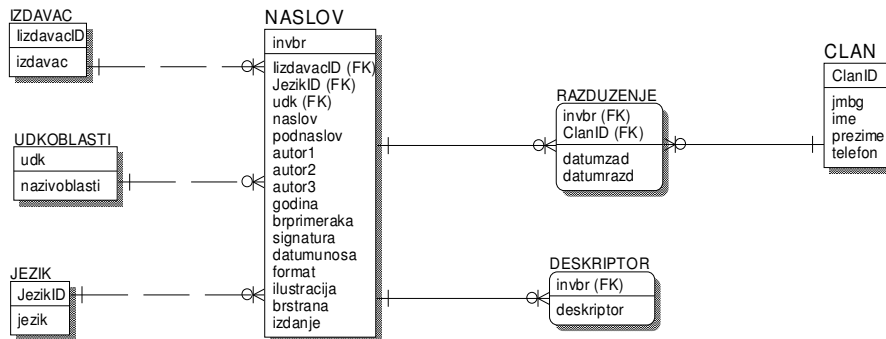 IZDAVAC
IizdavacID
izdavac
UDKOBLASTI
udk
nazivoblasti
JEZIK
JezikID
jezik
NASLOV
invbr
IizdavacID (FK)
JezikID (FK)
udk (FK)
naslov
podnaslov
autor1
autor2
autor3
godina
brprimeraka
signatura
datumunosa
format
ilustracija
brstrana
izdanje
RAZDUZENJE
invbr (FK)
ClanID (FK)
datumzad
datumrazd
DESKRIPTOR
invbr (FK)
deskriptor
CLAN
ClanID
jmbg
ime
prezime
telefon